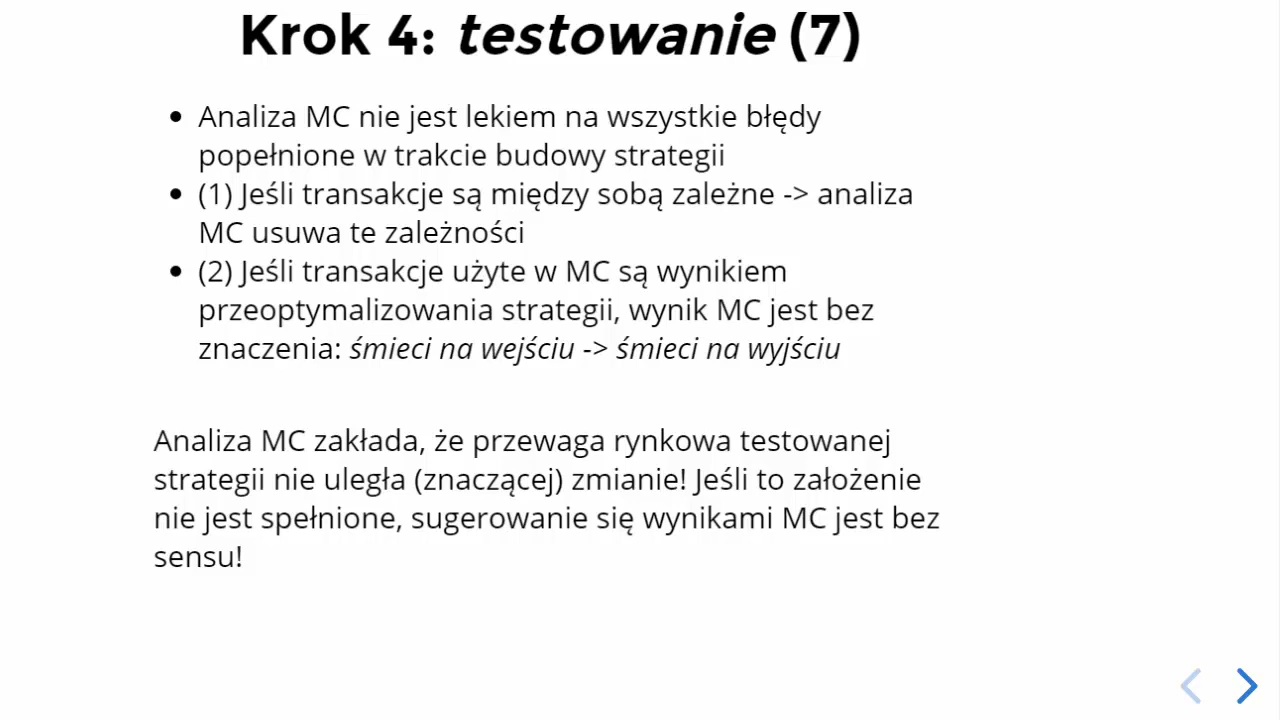 Krok 4: testowanie (7)
• Analiza MC nie jest lekiem na wszystkie błędy
popełnione w trakcie budowy strategii
• (1) Jeśli transakcje są między sobą zależne -> analiza
MC usuwa te zależności
• (2) Jeśli transakcje użyte w MC są wynikiem
przeoptymalizowania strategii, wynik MC jest bez
znaczenia: śmieci na wejściu -> śmieci na wyjściu
Analiza MC zakłada, że przewaga rynkowa testowanej
strategii nie uległa (znaczącej) zmianie! Jeśli to założenie
nie jest spełnione, sugerowanie się wynikami MC jest bez
sensu!